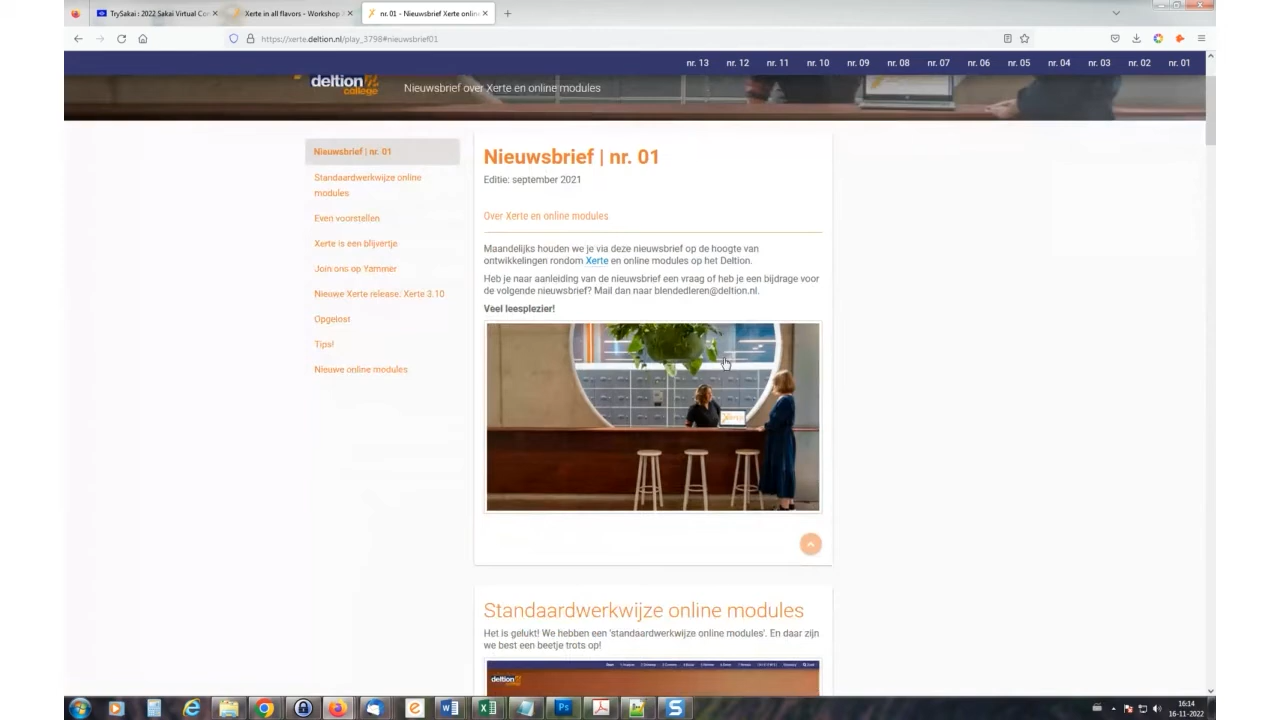 TrySakai : 2022 Sakai Virtual Con
Xerte in all flavors - Workshop X
nr. 01 - Nieuwsbrief Xerte online
https://xerte.deltion.nl/play_3798#nieuwsbrief01
nr. 13 nr. 12 nr. 11 nr. 10 nr. 09 nr. 08 nr. 07 nr. 06 nr. 05 nr. 04 nr. 03 nr. 02 nr. 01
deltion
college
Nieuwsbrief over Xerte en online modules
Nieuwsbrief | nr. 01
Standaardwerkwijze online
modules
Even voorstellen
Xerte is een blijvertje
Join ons op Yammer
Nieuwe Xerte release: Xerte 3.10
Opgelost
Tips!
Nieuwe online modules
Nieuwsbrief | nr. 01
Editie: september 2021
Over Xerte en online modules
Maandelijks houden we je via deze nieuwsbrief op de hoogte van
ontwikkelingen rondom Xerte en online modules op het Deltion.
Heb je naar aanleiding van de nieuwsbrief een vraag of heb je een bijdrage voor
de volgende nieuwsbrief? Mail dan naar blendedleren@deltion.nl.
Veel leesplezier!
Standaardwerkwijze online modules
Het is gelukt! We hebben een 'standaardwerkwijze online modules'. En daar zijn
we best een beetje trots op!
deltion
16:14
16-11-2022